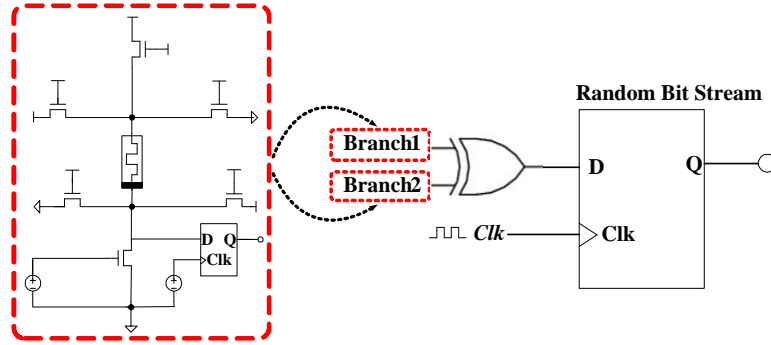 Random Bit Stream
Branch1
Branch2
D
Q
Clk
Clk
D Q
Clk